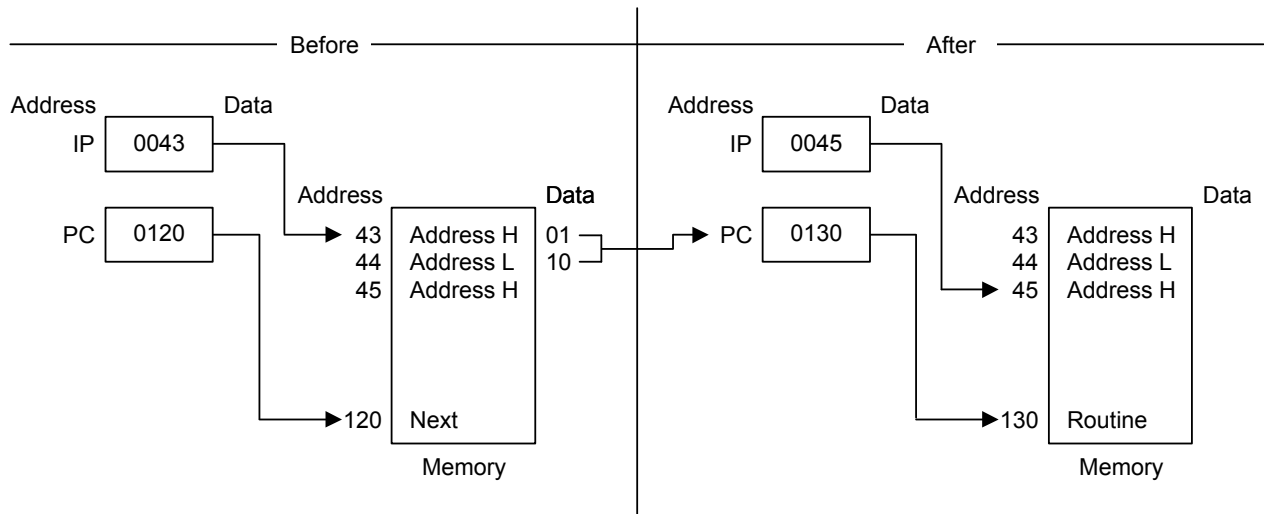 Before
Address Data
IP 0043
Address Data
PC 0120
43 Address H 01
44 Address L 10
45 Address H
120 Next
Memory
After
Address Data
IP 0045
Address Data
PC 0130
43 Address H
44 Address L
45 Address H
130 Routine
Memory